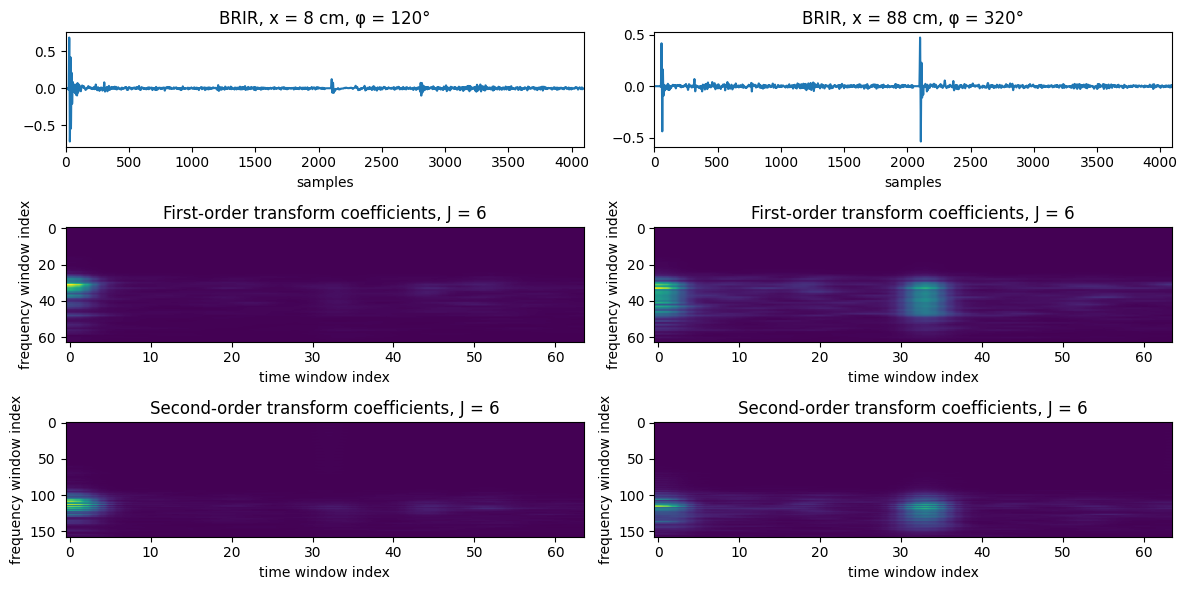 BRIR, x = 8 cm, φ = 120°
0.5
0.0
−0.5
0 500 1000 1500 2000 2500 3000 3500 4000
samples
BRIR, x = 88 cm, φ = 320°
0.5
0.0
−0.5
0 500 1000 1500 2000 2500 3000 3500 4000
samples
First-order transform coefficients, J = 6
frequency window index
0
20
40
60
0 10 20 30 40 50 60
time window index
First-order transform coefficients, J = 6
frequency window index
0
20
40
60
0 10 20 30 40 50 60
time window index
Second-order transform coefficients, J = 6
frequency window index
0
50
100
150
0 10 20 30 40 50 60
time window index
Second-order transform coefficients, J = 6
frequency window index
0
50
100
150
0 10 20 30 40 50 60
time window index